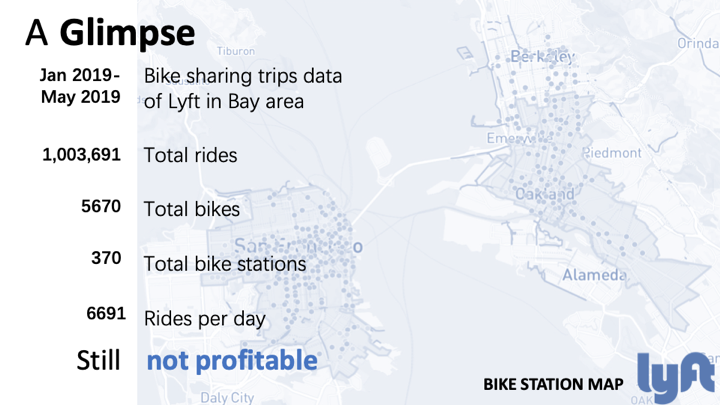 A Glimpse
Tiburon
Orinda
Berkeley
Jan 2019-
May 2019
Bike sharing trips data
of Lyft in Bay area
Emeryville
Piedmont
1,003,691 Total rides
Oakland
5670 Total bikes
San Francisco
370 Total bike stations
Alameda
6691 Rides per day
Still not profitable
BIKE STATION MAP
lyft
Daly City
OAK